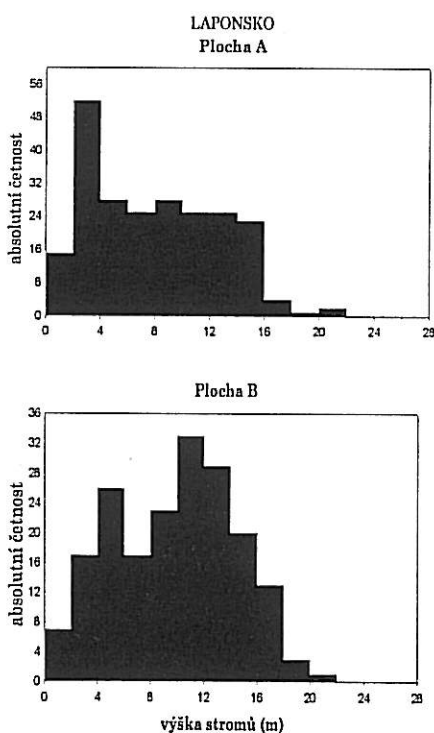 LAPONSKO
Plocha A
absolutní četnost
56
48
40
32
24
16
8
0
0 4 8 12 16 20 24 28
Plocha B
absolutní četnost
36
32
28
24
20
16
12
8
4
0
0 4 8 12 16 20 24 28
výška stromů (m)